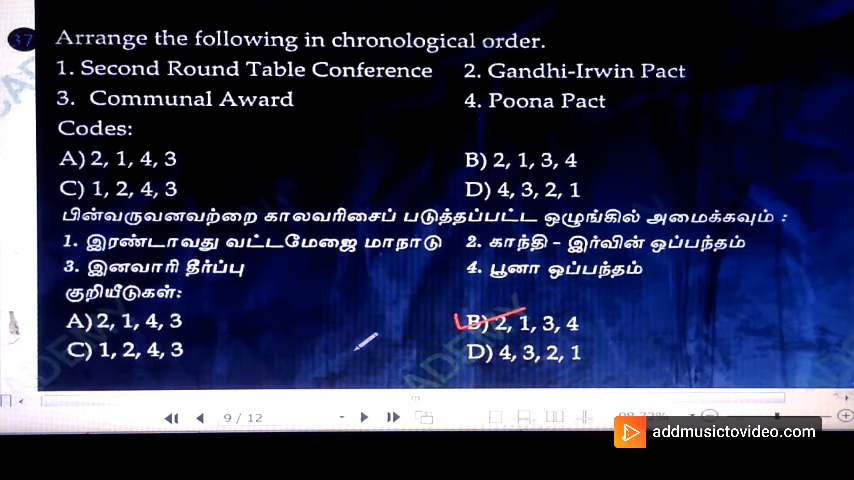 37 Arrange the following in chronological order.
1. Second Round Table Conference 2. Gandhi-Irwin Pact
3. Communal Award 4. Poona Pact
Codes:
A) 2, 1, 4, 3 B) 2, 1, 3, 4
C) 1, 2, 4, 3 D) 4, 3, 2, 1
பின்வருவனவற்றை காலவரிசைப் படுத்தப்பட்ட ஒழுங்கில் அமைக்கவும் :
1. இரண்டாவது வட்டமேஜை மாநாடு 2. காந்தி - இர்வின் ஒப்பந்தம்
3. இனவாரி தீர்ப்பு 4. பூனா ஒப்பந்தம்
குறியீடுகள்:
A) 2, 1, 4, 3 B) 2, 1, 3, 4
C) 1, 2, 4, 3 D) 4, 3, 2, 1
9 / 12
addmusictovideo.com